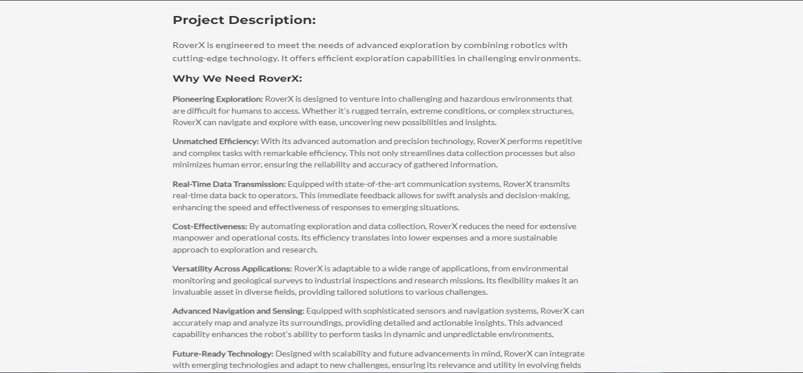 Project Description:
RoverX is engineered to meet the needs of advanced exploration by combining robotics with
cutting-edge technology. It offers efficient exploration capabilities in challenging environments.
Why We Need RoverX:
Pioneering Exploration: RoverX is designed to venture into challenging and hazardous environments that
are difficult for humans to access. Whether it's rugged terrain, extreme conditions, or complex structures,
RoverX can navigate and explore with ease, uncovering new possibilities and insights.
Unmatched Efficiency: With its advanced automation and precision technology, RoverX performs repetitive
and complex tasks with remarkable efficiency. This not only streamlines data collection processes but also
minimizes human error, ensuring the reliability and accuracy of gathered information.
Real-Time Data Transmission: Equipped with state-of-the-art communication systems, RoverX transmits
real-time data back to operators. This immediate feedback allows for swift analysis and decision-making,
enhancing the speed and effectiveness of responses to emerging situations.
Cost-Effectiveness: By automating exploration and data collection, RoverX reduces the need for extensive
manpower and operational costs. Its efficiency translates into lower expenses and a more sustainable
approach to exploration and research.
Versatility Across Applications: RoverX is adaptable to a wide range of applications, from environmental
monitoring and geological surveys to industrial inspections and research missions. Its flexibility makes it an
invaluable asset in diverse fields, providing tailored solutions to various challenges.
Advanced Navigation and Sensing: Equipped with sophisticated sensors and navigation systems, RoverX can
accurately map and analyze its surroundings, providing detailed and actionable insights. This advanced
capability enhances the robot's ability to perform tasks in dynamic and unpredictable environments.
Future-Ready Technology: Designed with scalability and future advancements in mind, RoverX can integrate
with emerging technologies and adapt to new challenges, ensuring its relevance and utility in evolving fields